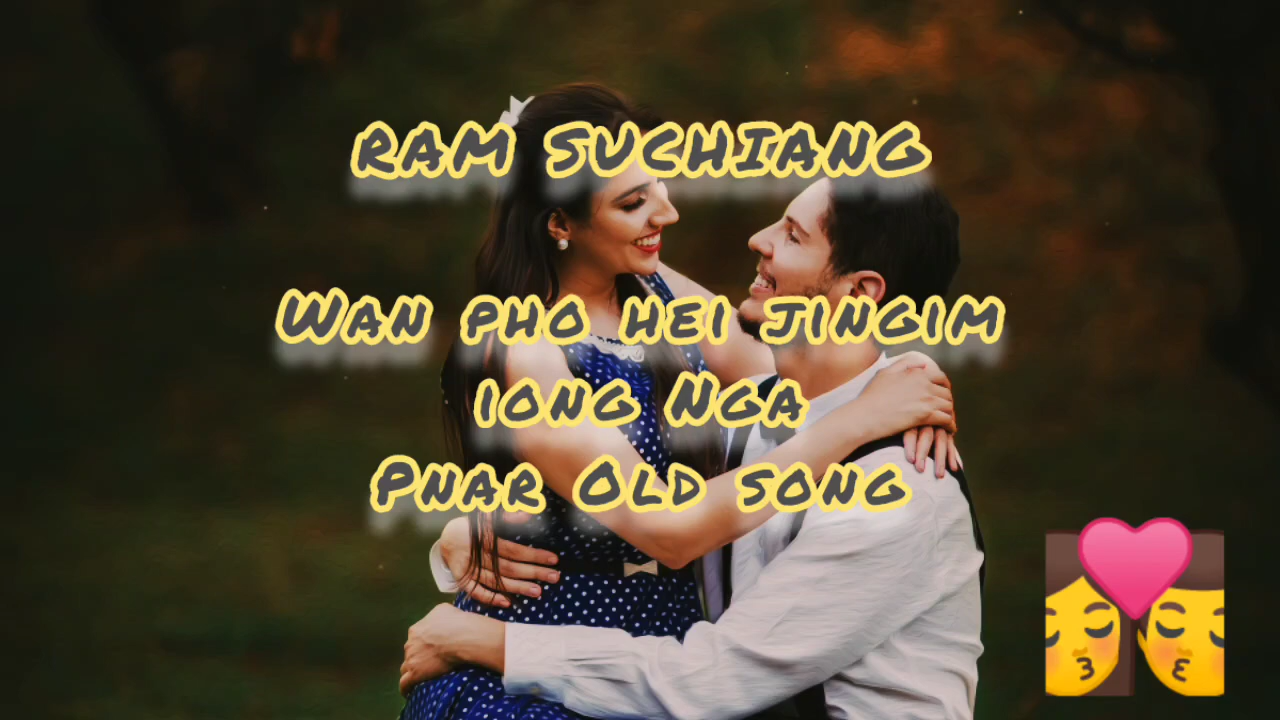 RAM SUCHIANG
Wan pho hei jingim
iong Nga
Pnar Old song